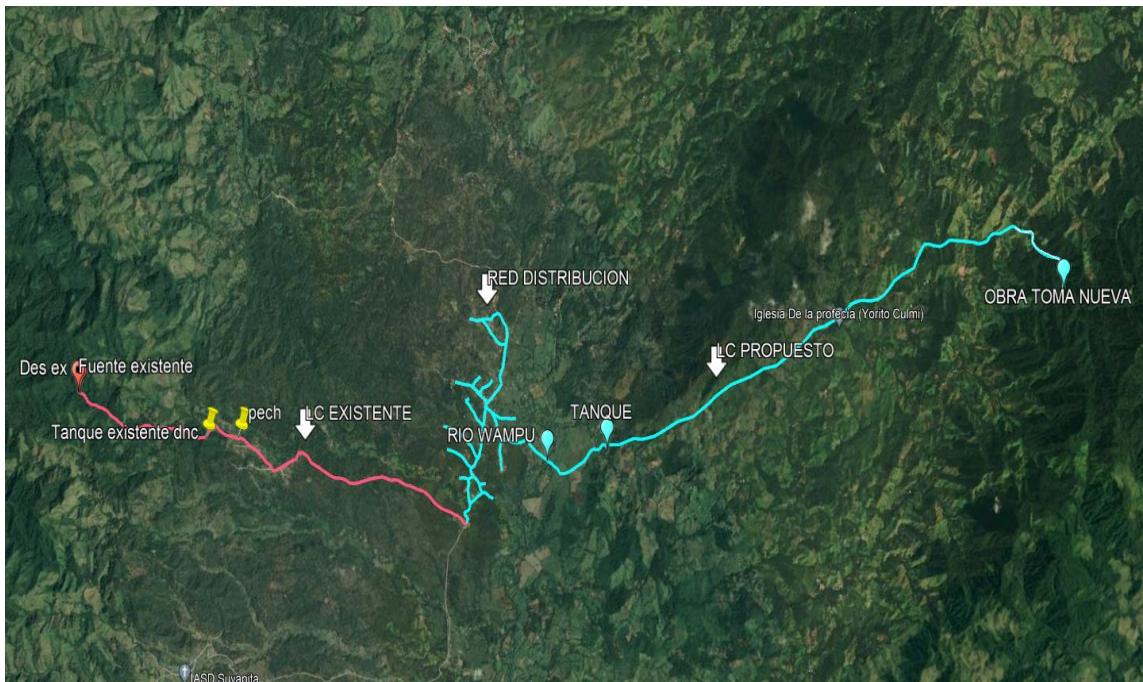 RED DISTRIBUCION
OBRA TOMA NUEVA
Iglesia De la profecía (Yorito Culmi)
LC PROPUESTO
Des ex
Fuente existente
pech
LC EXISTENTE
TANQUE
Tanque existente dnc
RIO WAMPU
IASD Suyapita